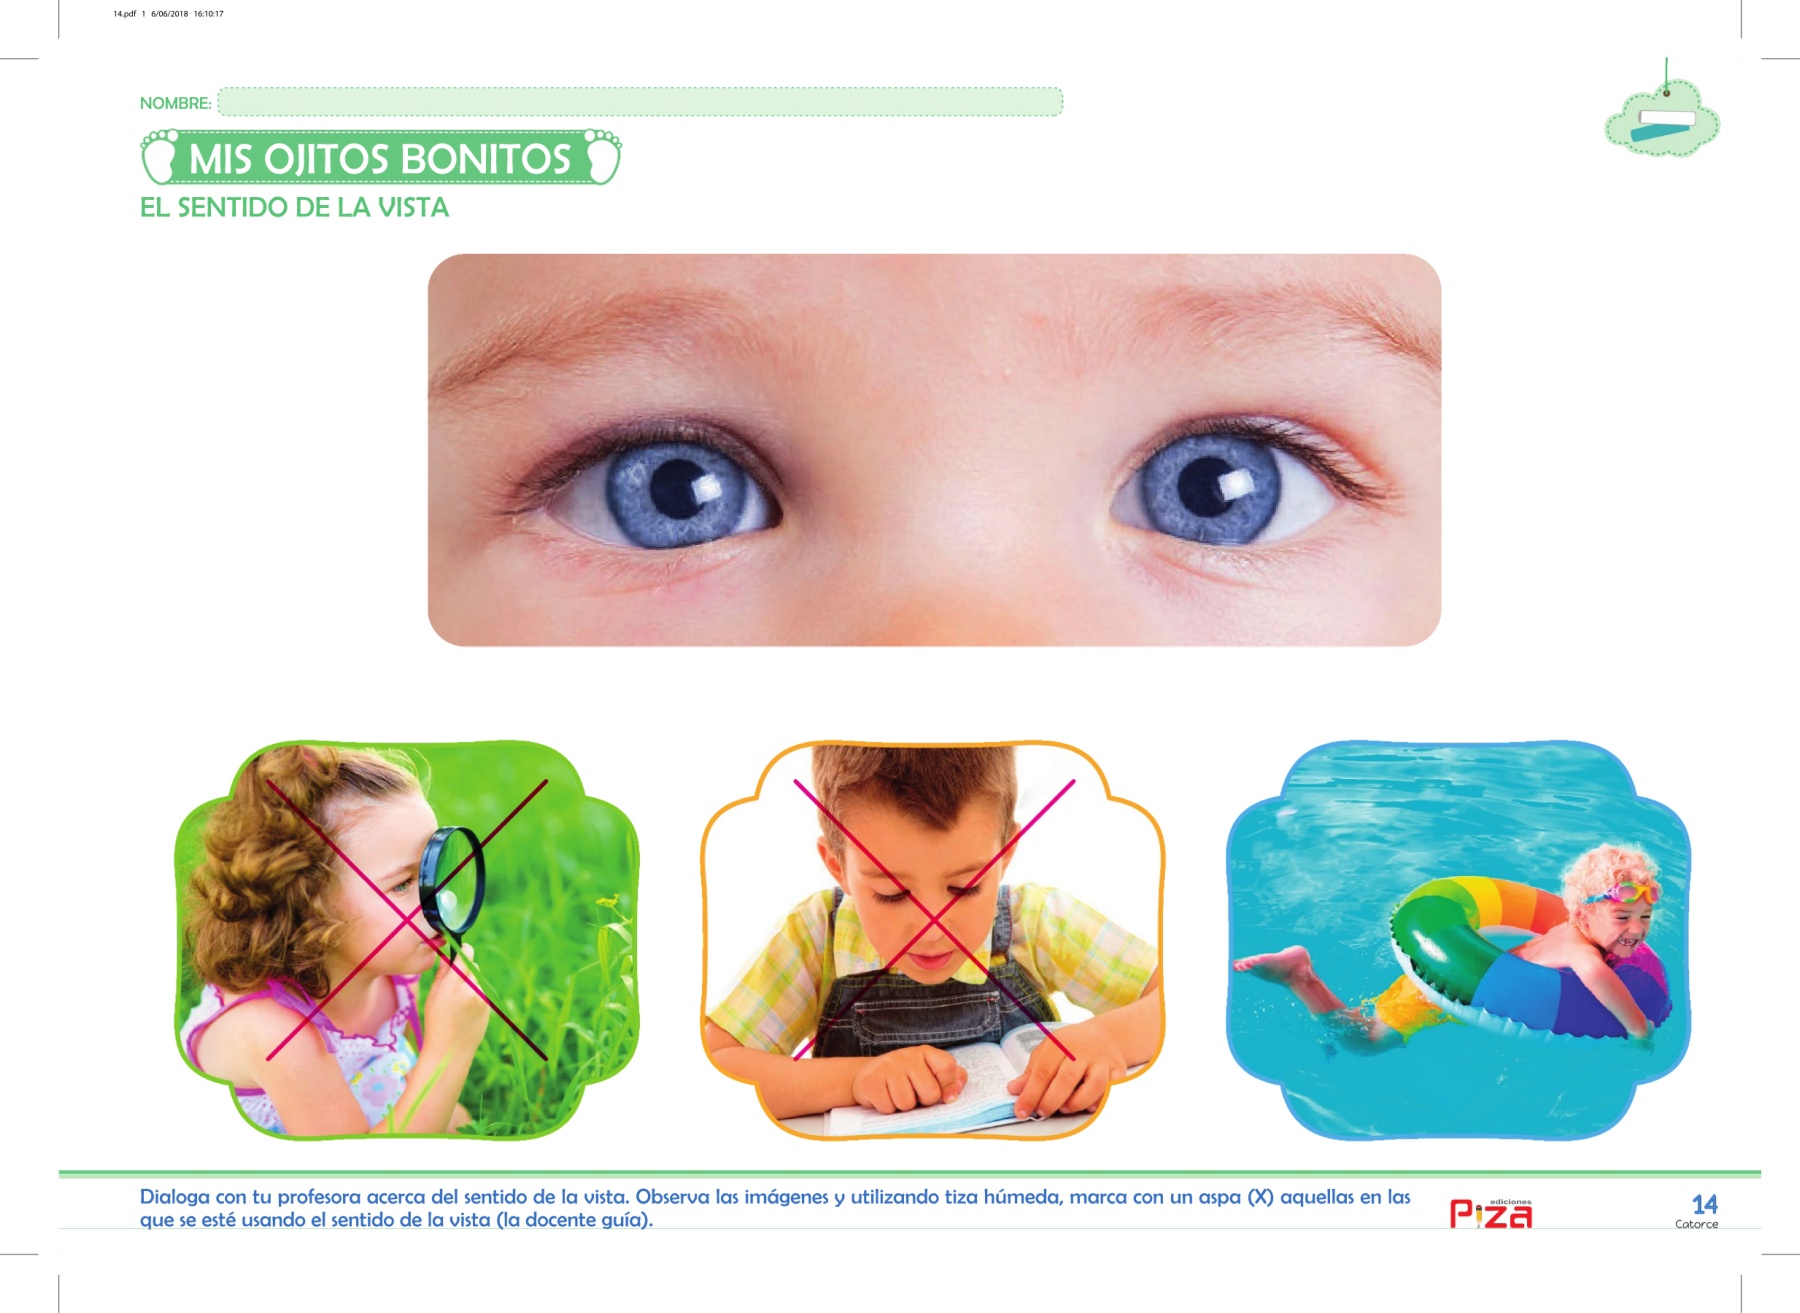 14.pdf 1 6/06/2018 16:10:17
NOMBRE:
MIS OJITOS BONITOS
EL SENTIDO DE LA VISTA
Dialoga con tu profesora acerca del sentido de la vista. Observa las imágenes y utilizando tiza húmeda, marca con un aspa (X) aquellas en las
que se esté usando el sentido de la vista (la docente guía).
ediciones
Piza
14
Catorce